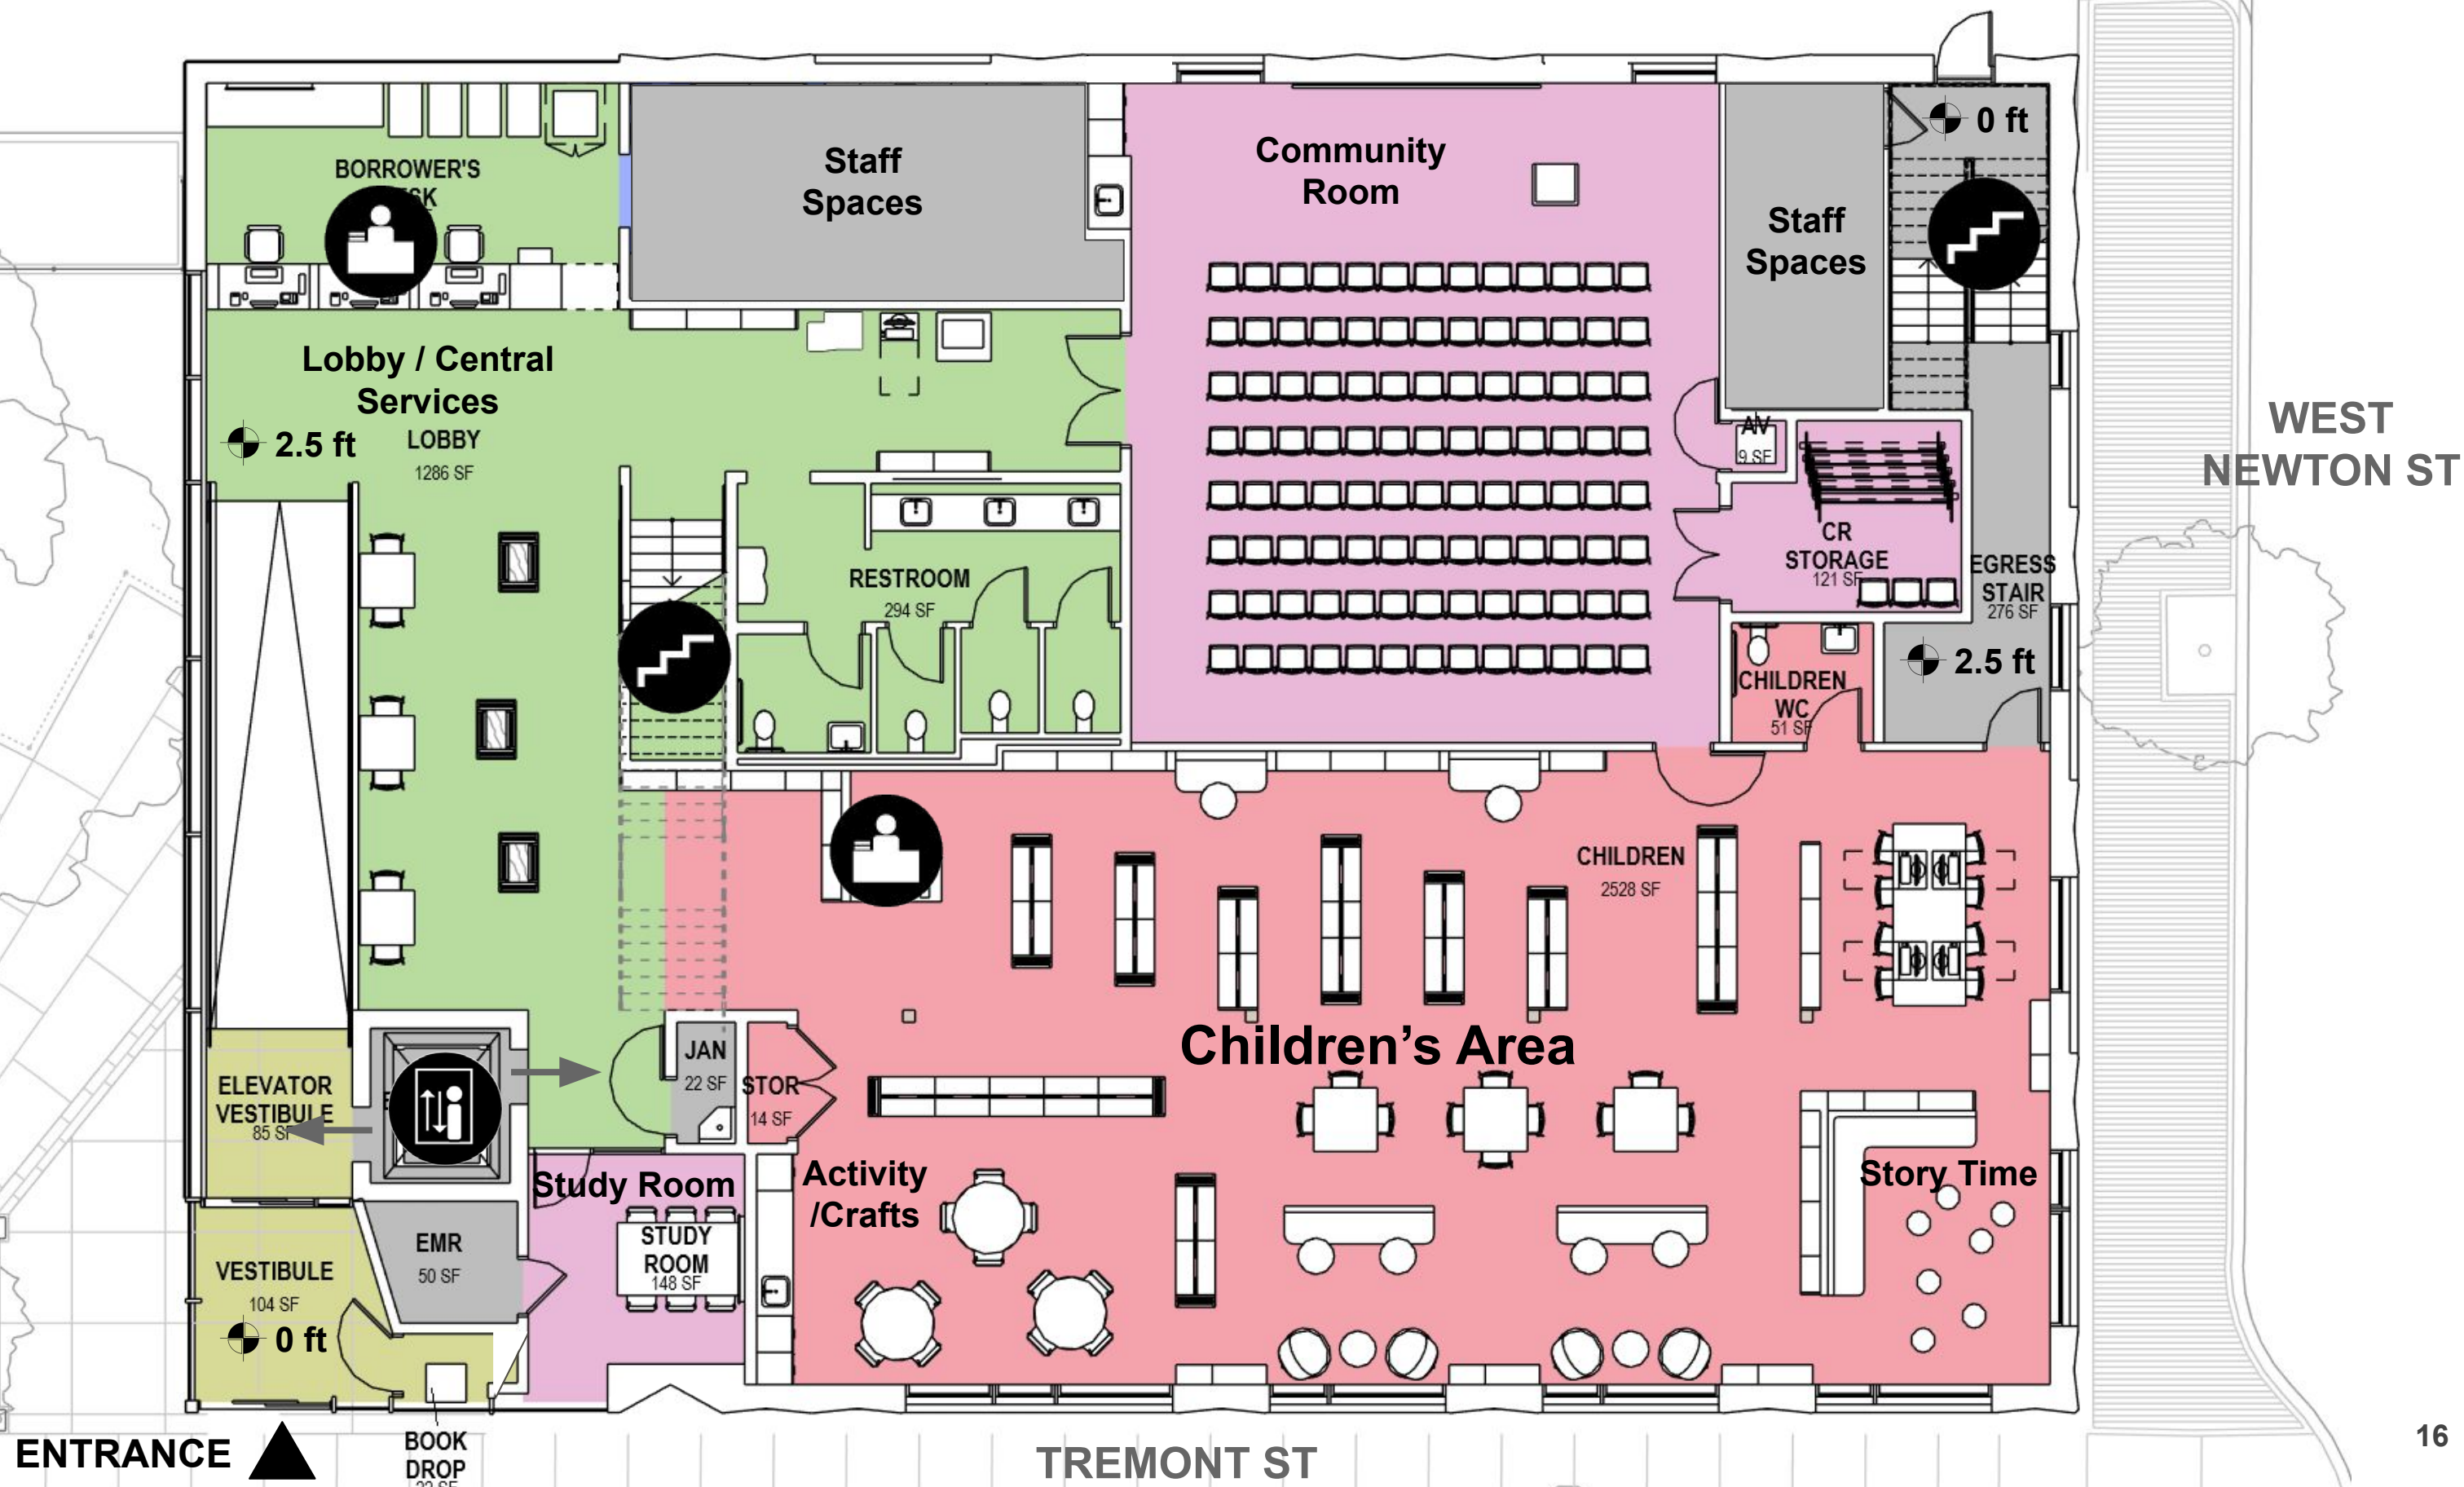 0 ft
BORROWER'S
Staff
Spaces
Community
Room
Staff
Spaces
Lobby / Central
Services
2.5 ft
LOBBY
1286 SF
WEST
NEWTON ST
AV
9 SF
CR
STORAGE
121 SF
EGRESS
STAIR
276 SF
RESTROOM
294 SF
2.5 ft
CHILDREN
WC
51 SF
CHILDREN
2528 SF
Children's Area
JAN
22 SF
STOR
14 SF
ELEVATOR
VESTIBULE
85 SF
Study Room
STUDY
ROOM
148 SF
Activity
/Crafts
Story Time
EMR
50 SF
VESTIBULE
104 SF
0 ft
ENTRANCE
BOOK
DROP
TREMONT ST
16